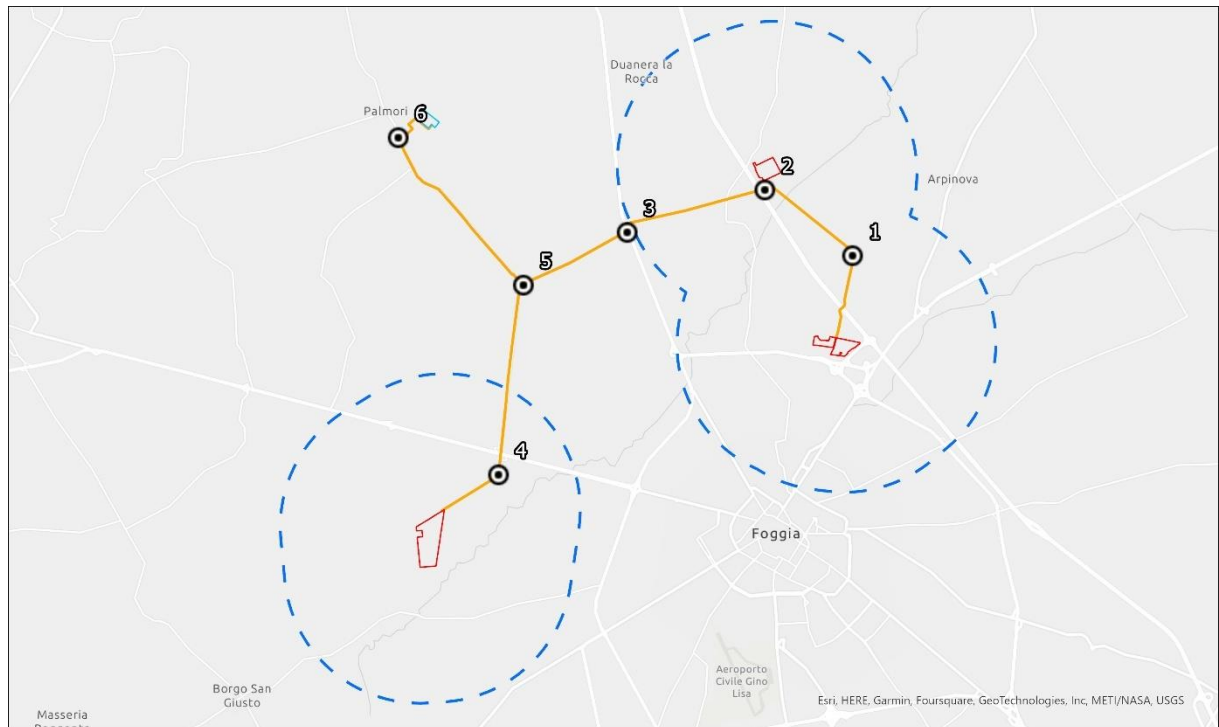 Duanera la
Rocca
Palmori
6
2
Arpinova
3
1
5
4
Foggia
Aeroporto
Civile Gino
Lisa
Borgo San
Giusto
Masseria
Esri, HERE, Garmin, Foursquare, GeoTechnologies, Inc, METI/NASA, USGS